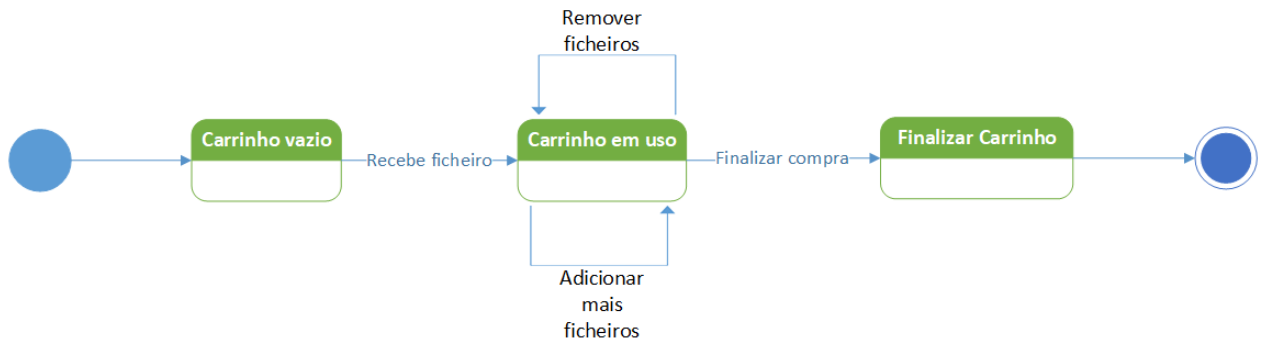 Remover
ficheiros
Carrinho vazio
Recebe ficheiro
Carrinho em uso
Finalizar compra
Finalizar Carrinho
Adicionar
mais
ficheiros